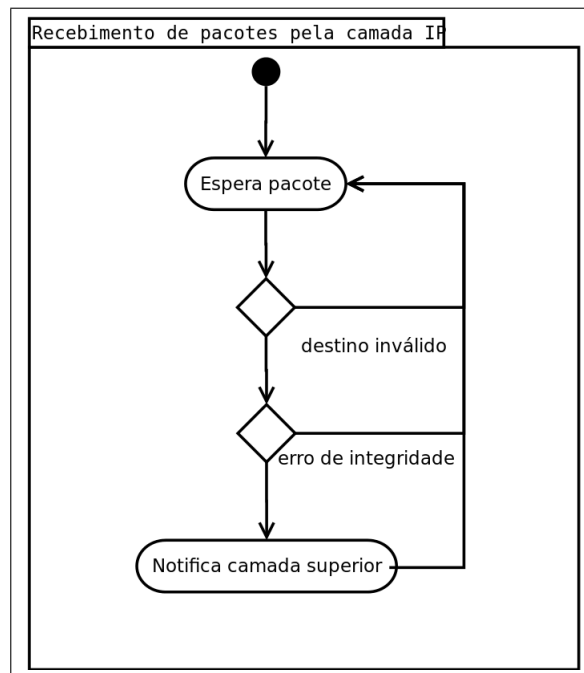 Recebimento de pacotes pela camada IP
Espera pacote
destino inválido
erro de integridade
Notifica camada superior